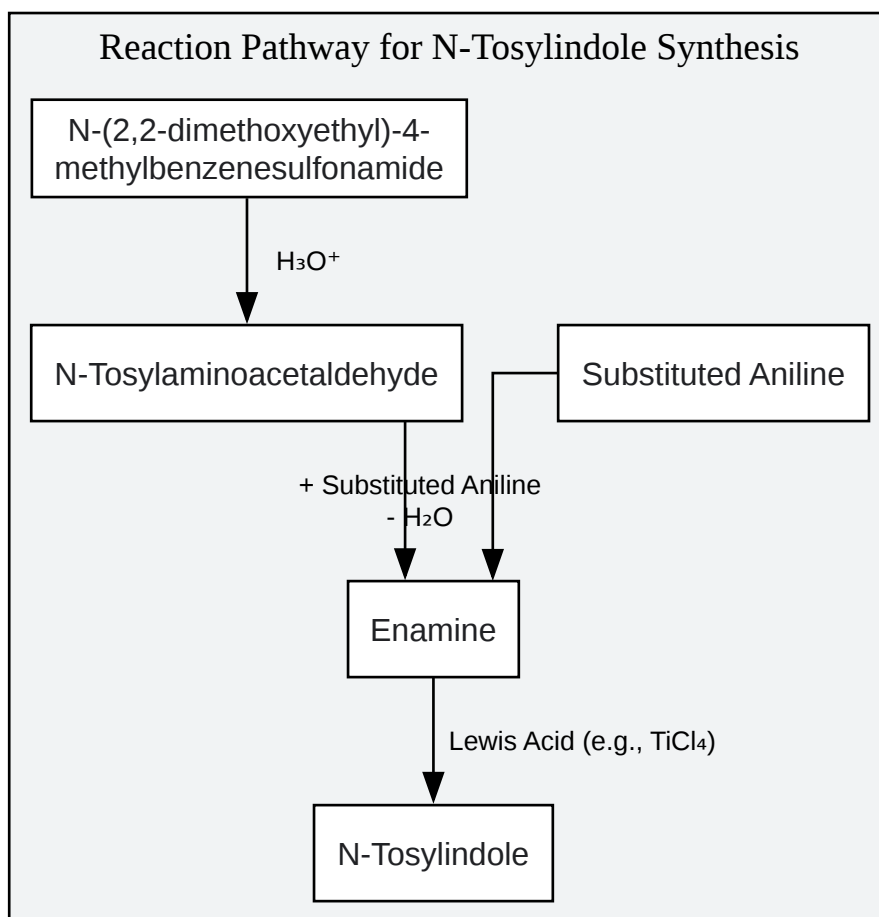 Reaction Pathway for N-Tosylindole Synthesis
N-(2,2-dimethoxyethyl)-4-
methylbenzenesulfonamide
H₃O⁺
N-Tosylaminoacetaldehyde
Substituted Aniline
+ Substituted Aniline
- H₂O
Enamine
Lewis Acid (e.g., TiCl₄)
N-Tosylindole